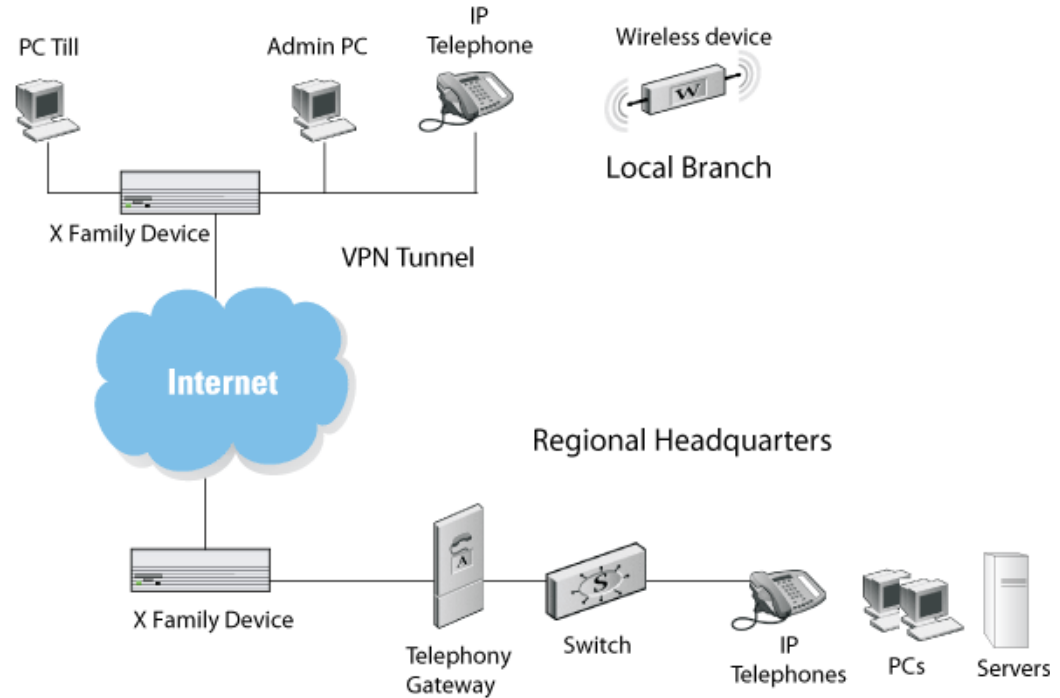 PC Till
Admin PC
IP
Telephone
Wireless device
W
Local Branch
X Family Device
VPN Tunnel
Internet
Regional Headquarters
A
S
X Family Device
Telephony
Gateway
Switch
IP
Telephones
PCs
Servers